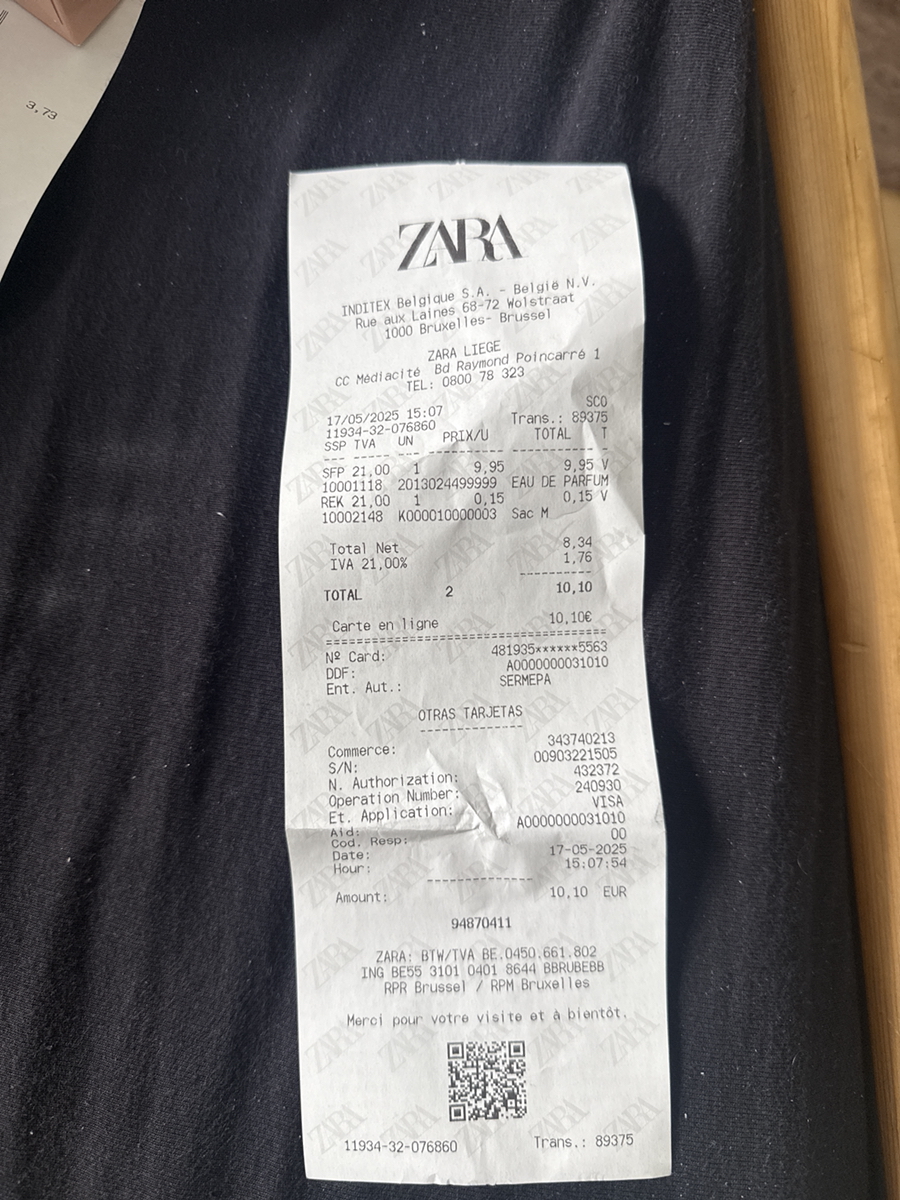 3,73
ZARA
INDITEX Belgique S.A. - België N.V.
Rue aux Laines 68-72 Wolstraat
1000 Bruxelles- Brussel
ZARA LIEGE
CC Médiacité Bd Raymond Poincarré 1
TEL: 0800 78 323
SCO
17/05/2025 15:07 Trans.: 89375
11934-32-076860
SSP TVA UN PRIX/U TOTAL T
SFP 21,00 1 9,95 9,95 V
10001118 2013024499999 EAU DE PARFUM
REK 21,00 1 0,15 0,15 V
10002148 K000010000003 Sac M
Total Net 8,34
IVA 21,00% 1,76
TOTAL 2 10,10
Carte en ligne 10,10€
Nº Card: 481935******5563
DDF: A0000000031010
Ent. Aut.: SERMEPA
OTRAS TARJETAS
Commerce: 343740213
S/N: 00903221505
N. Authorization: 432372
Operation Number: 240930
Et. Application: VISA
Aid: A0000000031010
Cod. Resp: 00
Date: 17-05-2025
Hour: 15:07:54
Amount: 10,10 EUR
94870411
ZARA: BTW/TVA BE.0450.661.802
ING BE55 3101 0401 8644 BBRUBEBB
RPR Brussel / RPM Bruxelles
Merci pour votre visite et à bientôt.
11934-32-076860 Trans.: 89375